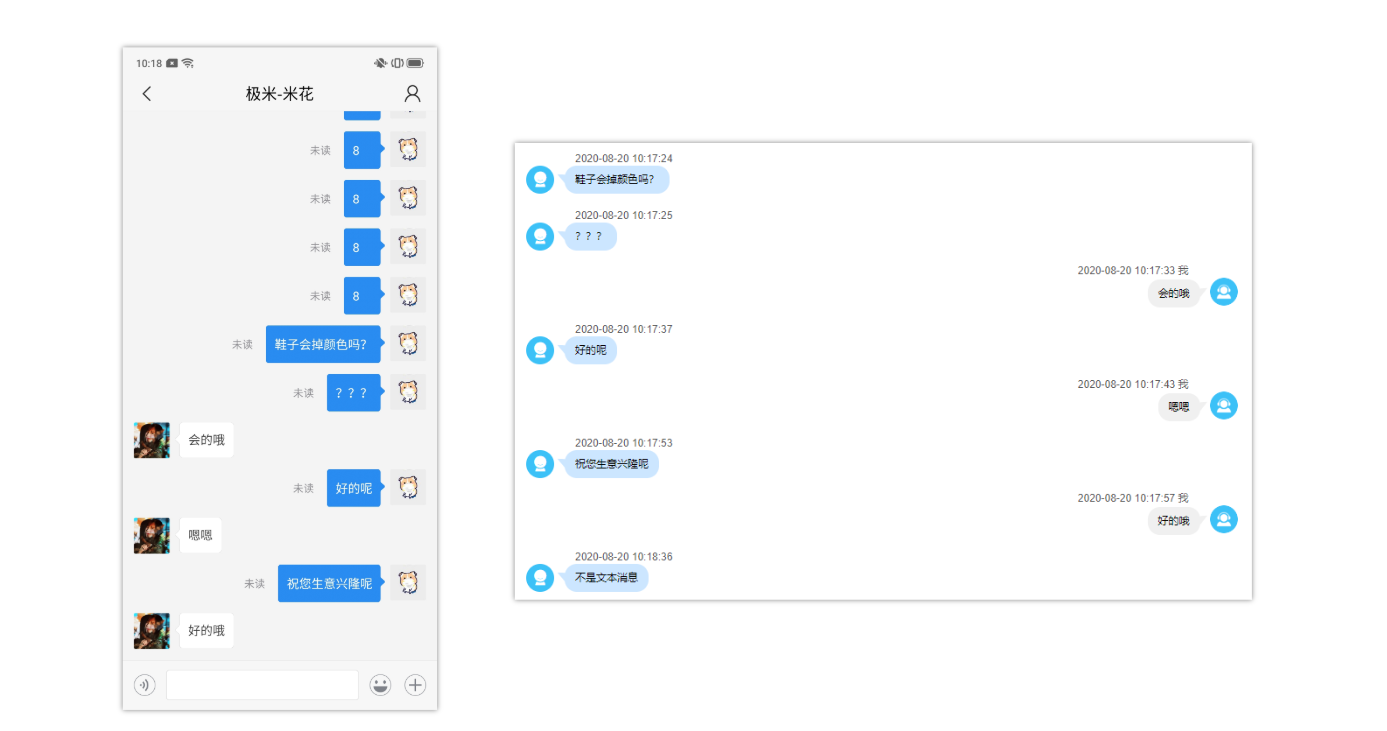 10:18
极米-米花
未读 8
未读 8
未读 8
未读 8
未读 鞋子会掉颜色吗?
未读 ? ? ?
会的哦
未读 好的呢
嗯嗯
未读 祝您生意兴隆呢
好的哦
2020-08-20 10:17:24
鞋子会掉颜色吗?
2020-08-20 10:17:25
? ? ?
2020-08-20 10:17:33 我
会的哦
2020-08-20 10:17:37
好的呢
2020-08-20 10:17:43 我
嗯嗯
2020-08-20 10:17:53
祝您生意兴隆呢
2020-08-20 10:17:57 我
好的哦
2020-08-20 10:18:36
不是文本消息